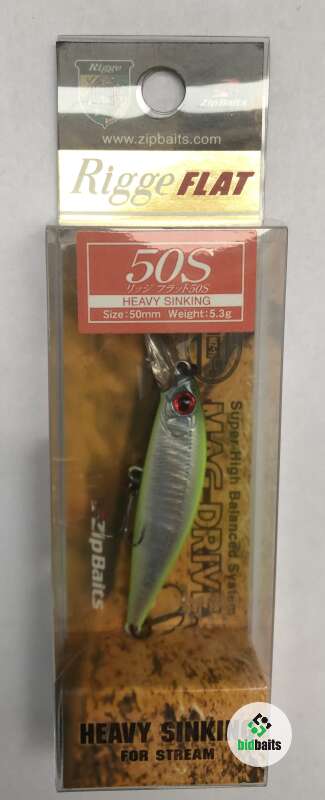 Rigge
ZipBaits
www.zipbaits.com
Rigge FLAT
50S
リッジ フラット50S
HEAVY SINKING
Size:50mm Weight:5.3g
Super High Balanced System
MAG-DRIVE
ZipBaits
HEAVY SINKING
FOR STREAM
bidbaits